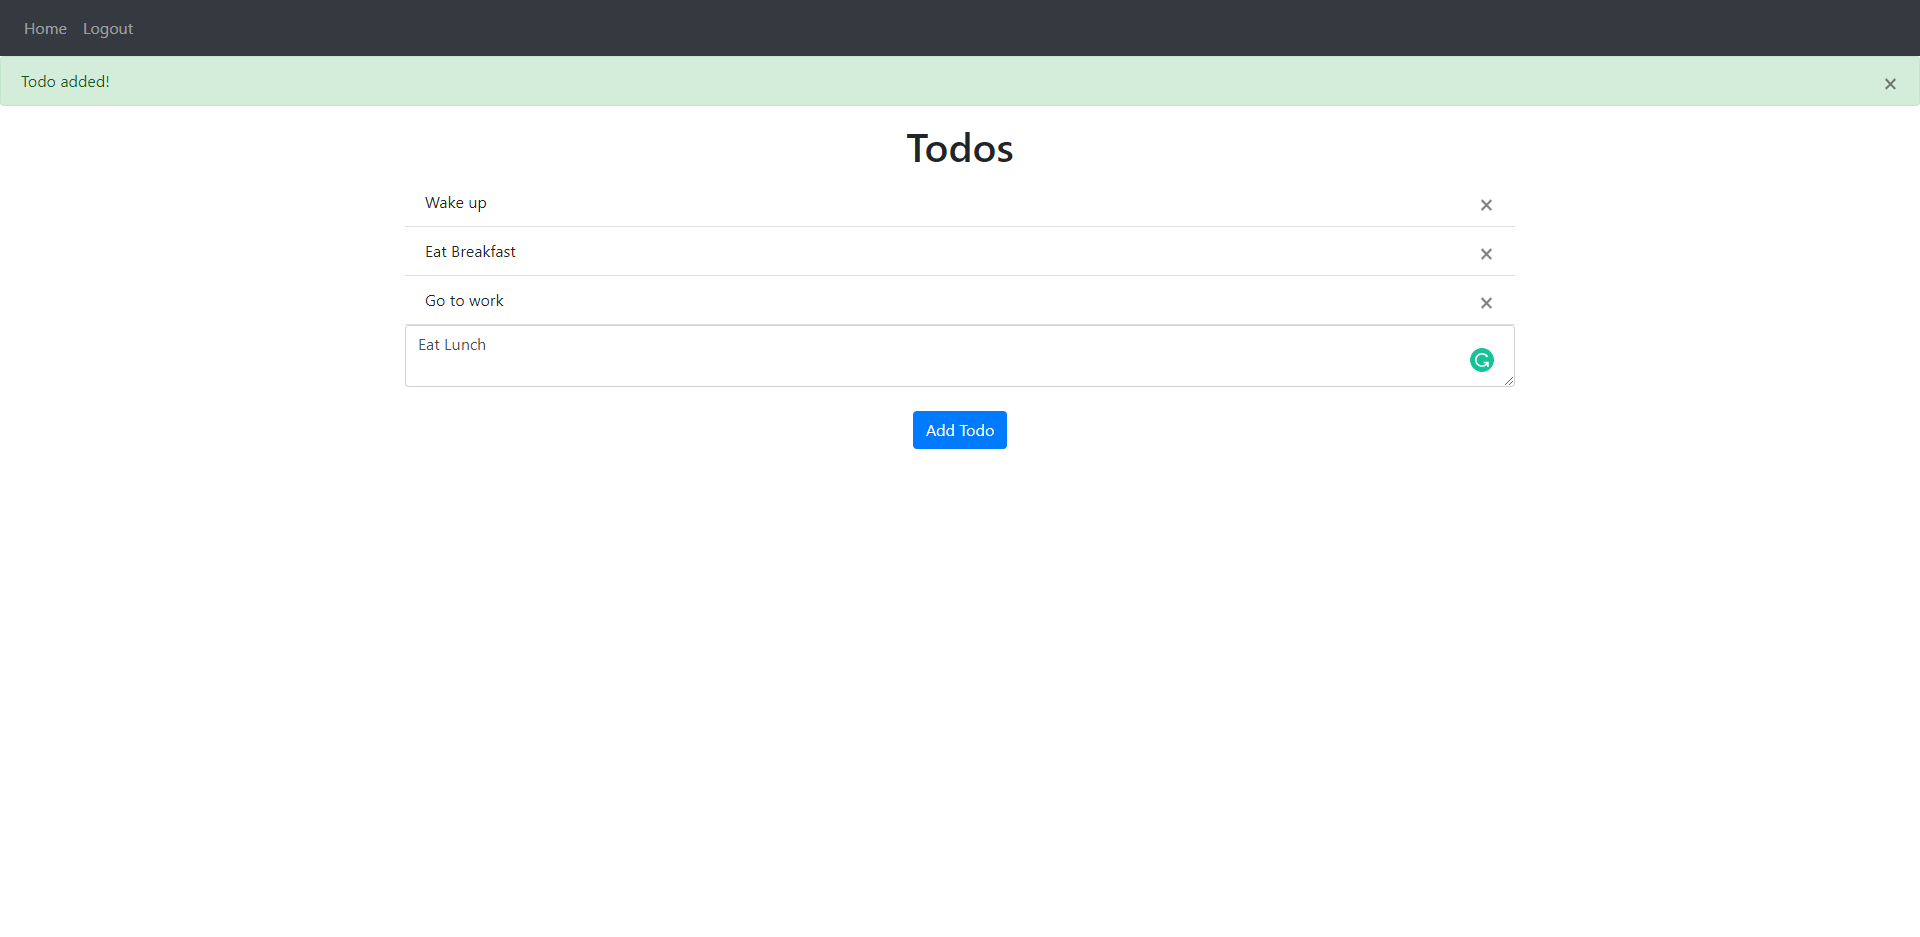 Home Logout
Todo added! ×
Todos
Wake up ×
Eat Breakfast ×
Go to work ×
Eat Lunch
Add Todo